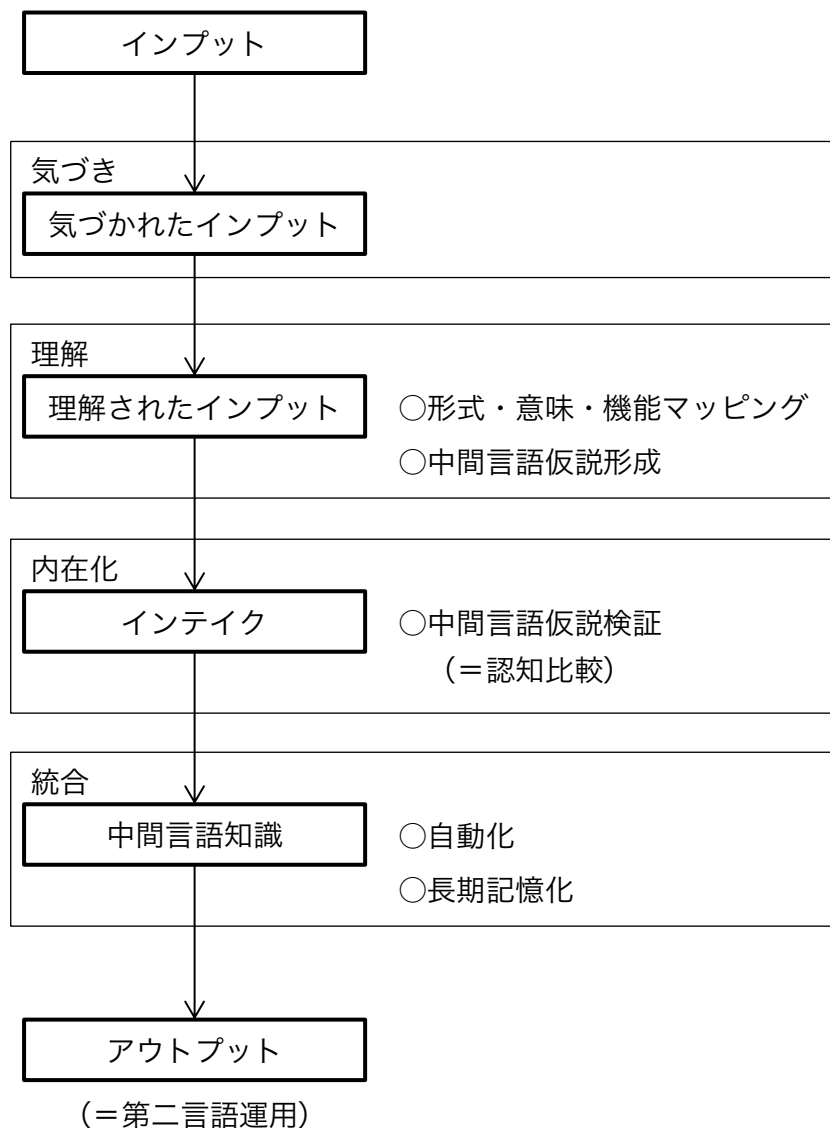 インプット
気づき
気づかれたインプット
理解
理解されたインプット
○形式・意味・機能マッピング
○中間言語仮説形成
内在化
インテイク
○中間言語仮説検証
（＝認知比較）
統合
中間言語知識
○自動化
○長期記憶化
アウトプット
（＝第二言語運用）